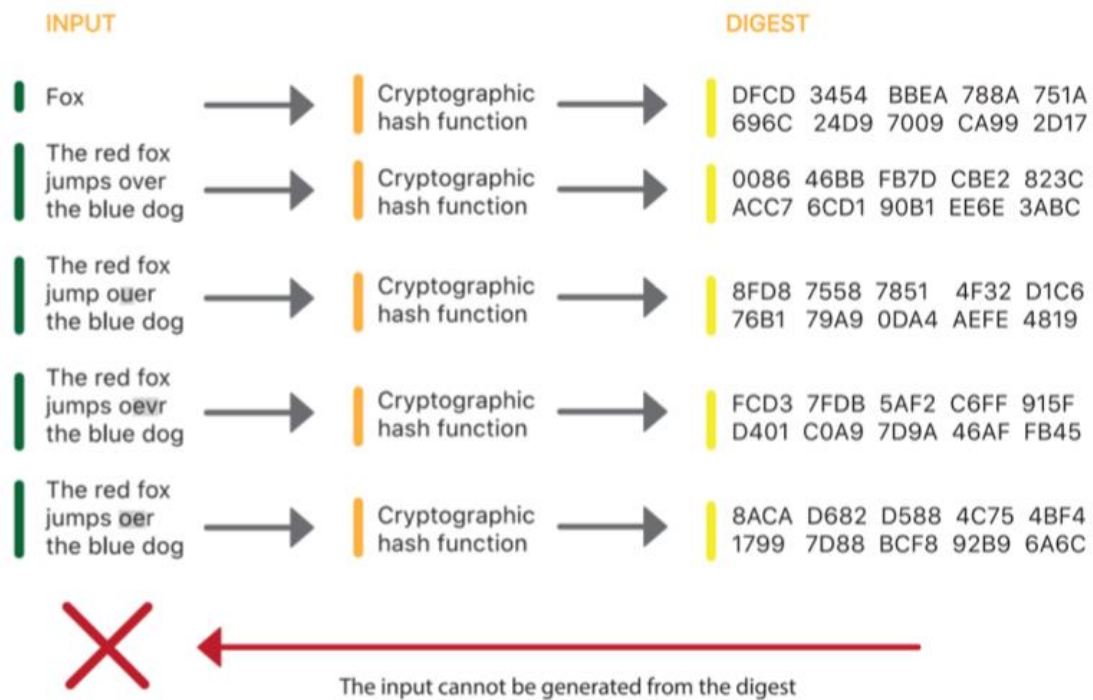 INPUT DIGEST
Fox
Cryptographic
hash function
DFCD 3454 BBEA 788A 751A
696C 24D9 7009 CA99 2D17
The red fox
jumps over
the blue dog
Cryptographic
hash function
0086 46BB FB7D CBE2 823C
ACC7 6CD1 90B1 EE6E 3ABC
The red fox
jump ouer
the blue dog
Cryptographic
hash function
8FD8 7558 7851 4F32 D1C6
76B1 79A9 0DA4 AEFE 4819
The red fox
jumps oevr
the blue dog
Cryptographic
hash function
FCD3 7FDB 5AF2 C6FF 915F
D401 C0A9 7D9A 46AF FB45
The red fox
jumps oer
the blue dog
Cryptographic
hash function
8ACA D682 D588 4C75 4BF4
1799 7D88 BCF8 92B9 6A6C
The input cannot be generated from the digest